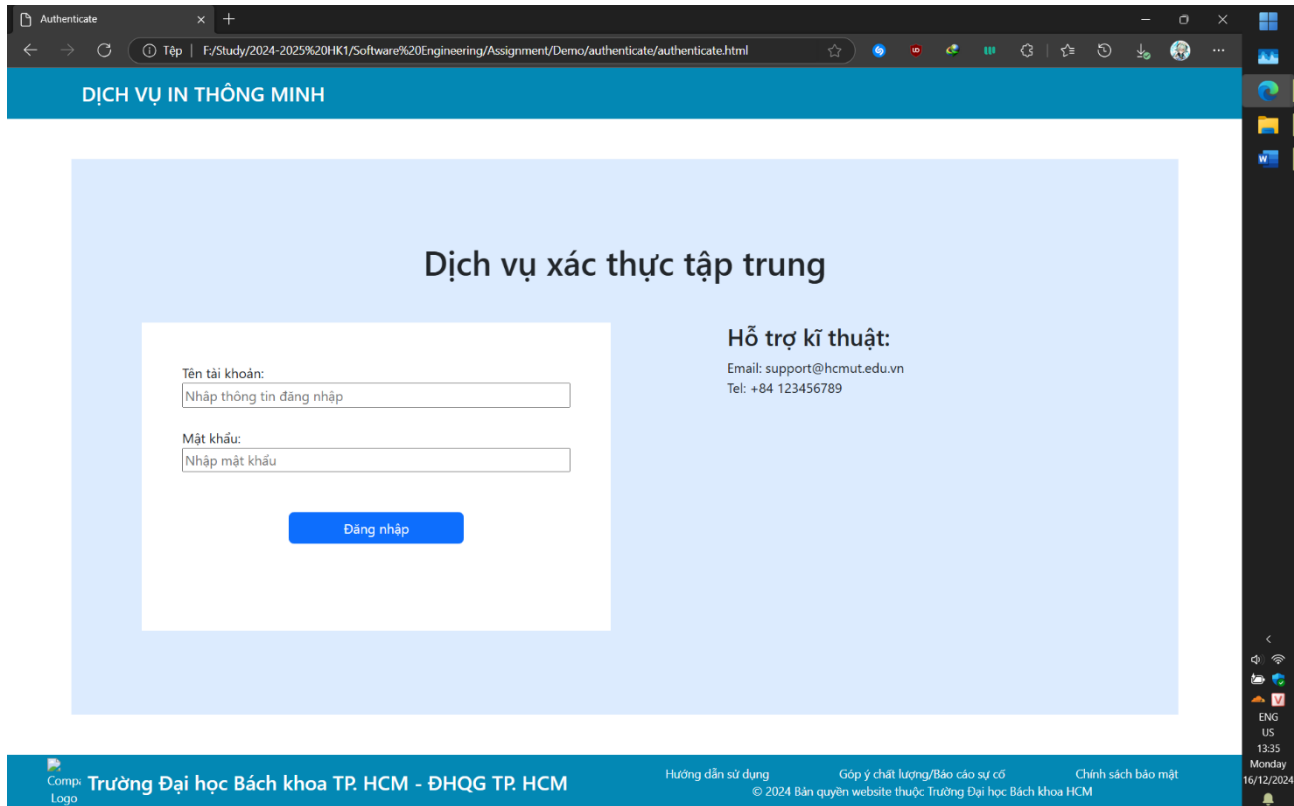 Authenticate
Tệp | F:/Study/2024-2025%20HK1/Software%20Engineering/Assignment/Demo/authenticate/authenticate.html
DỊCH VỤ IN THÔNG MINH
Dịch vụ xác thực tập trung
Tên tài khoản:
Nhâp thông tin đăng nhập
Mật khẩu:
Nhập mật khẩu
Đăng nhập
Hỗ trợ kĩ thuật:
Email: support@hcmut.edu.vn
Tel: +84 123456789
Logo
Trường Đại học Bách khoa TP. HCM - ĐHQG TP. HCM
Hướng dẫn sử dụng Góp ý chất lượng/Báo cáo sự cố Chính sách bảo mật
© 2024 Bản quyền website thuộc Trường Đại học Bách khoa HCM
ENG
US
13:35
Monday
16/12/2024